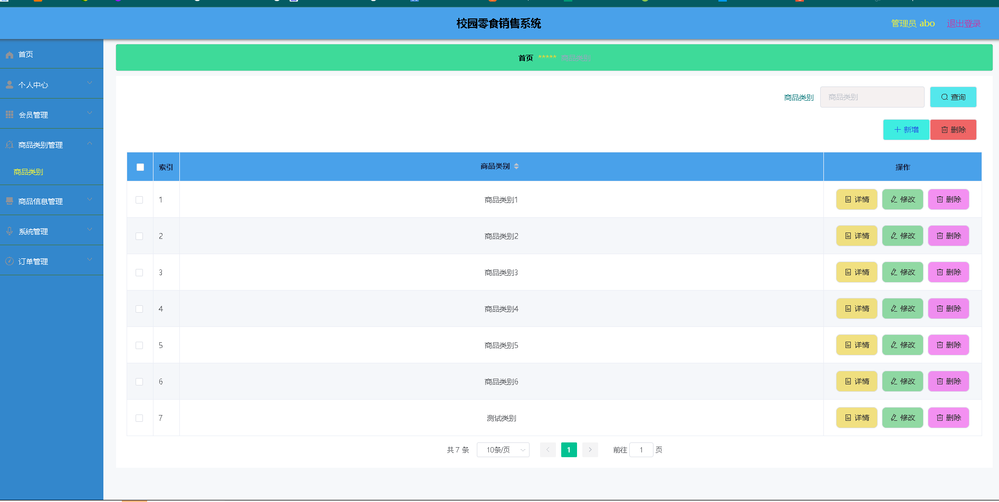 校园零食销售系统
管理员 abo
退出登录
首页
个人中心
会员管理
商品类别管理
商品类别
商品信息管理
系统管理
订单管理
首页 *****
商品类别 商品类别 查询
新增 删除
索引 商品类别 操作
1 商品类别1 详情 修改 删除
2 商品类别2 详情 修改 删除
3 商品类别3 详情 修改 删除
4 商品类别4 详情 修改 删除
5 商品类别5 详情 修改 删除
6 商品类别6 详情 修改 删除
7 测试类别 详情 修改 删除
共 7 条 10条/页 1 前往 1 页